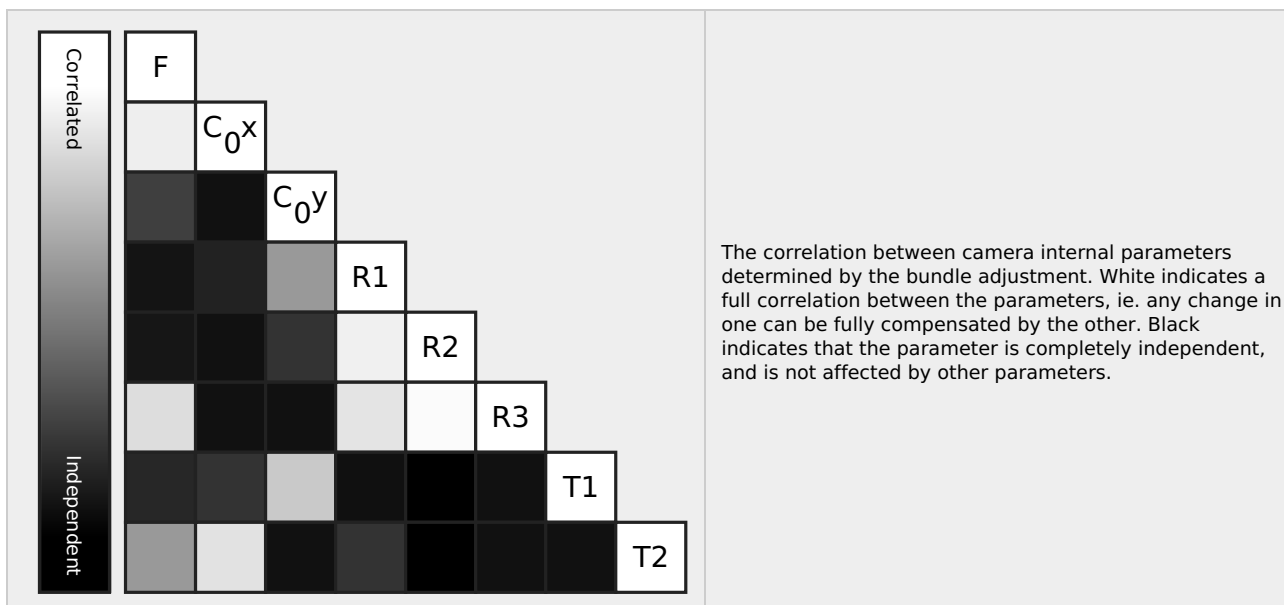 Correlated
Independent
F
C0x
C0y
R1
R2
R3
T1
T2
The correlation between camera internal parameters
determined by the bundle adjustment. White indicates a
full correlation between the parameters, ie. any change in
one can be fully compensated by the other. Black
indicates that the parameter is completely independent,
and is not affected by other parameters.